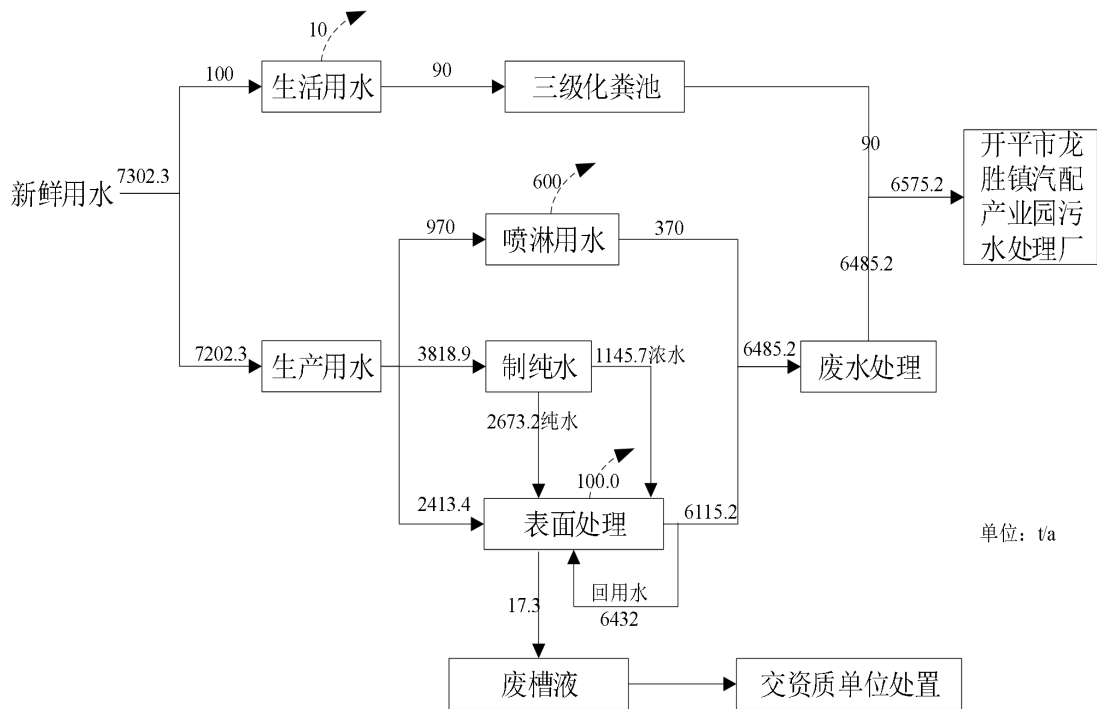 10
100
生活用水
90
三级化粪池
90
开平市龙
胜镇汽配
产业园污
水处理厂
新鲜用水
7302.3
6575.2
600
970
喷淋用水
370
6485.2
7202.3
生产用水
3818.9
制纯水
1145.7浓水
6485.2
废水处理
2673.2纯水
100.0
2413.4
表面处理
6115.2
单位：t/a
回用水
6432
17.3
废槽液
交资质单位处置